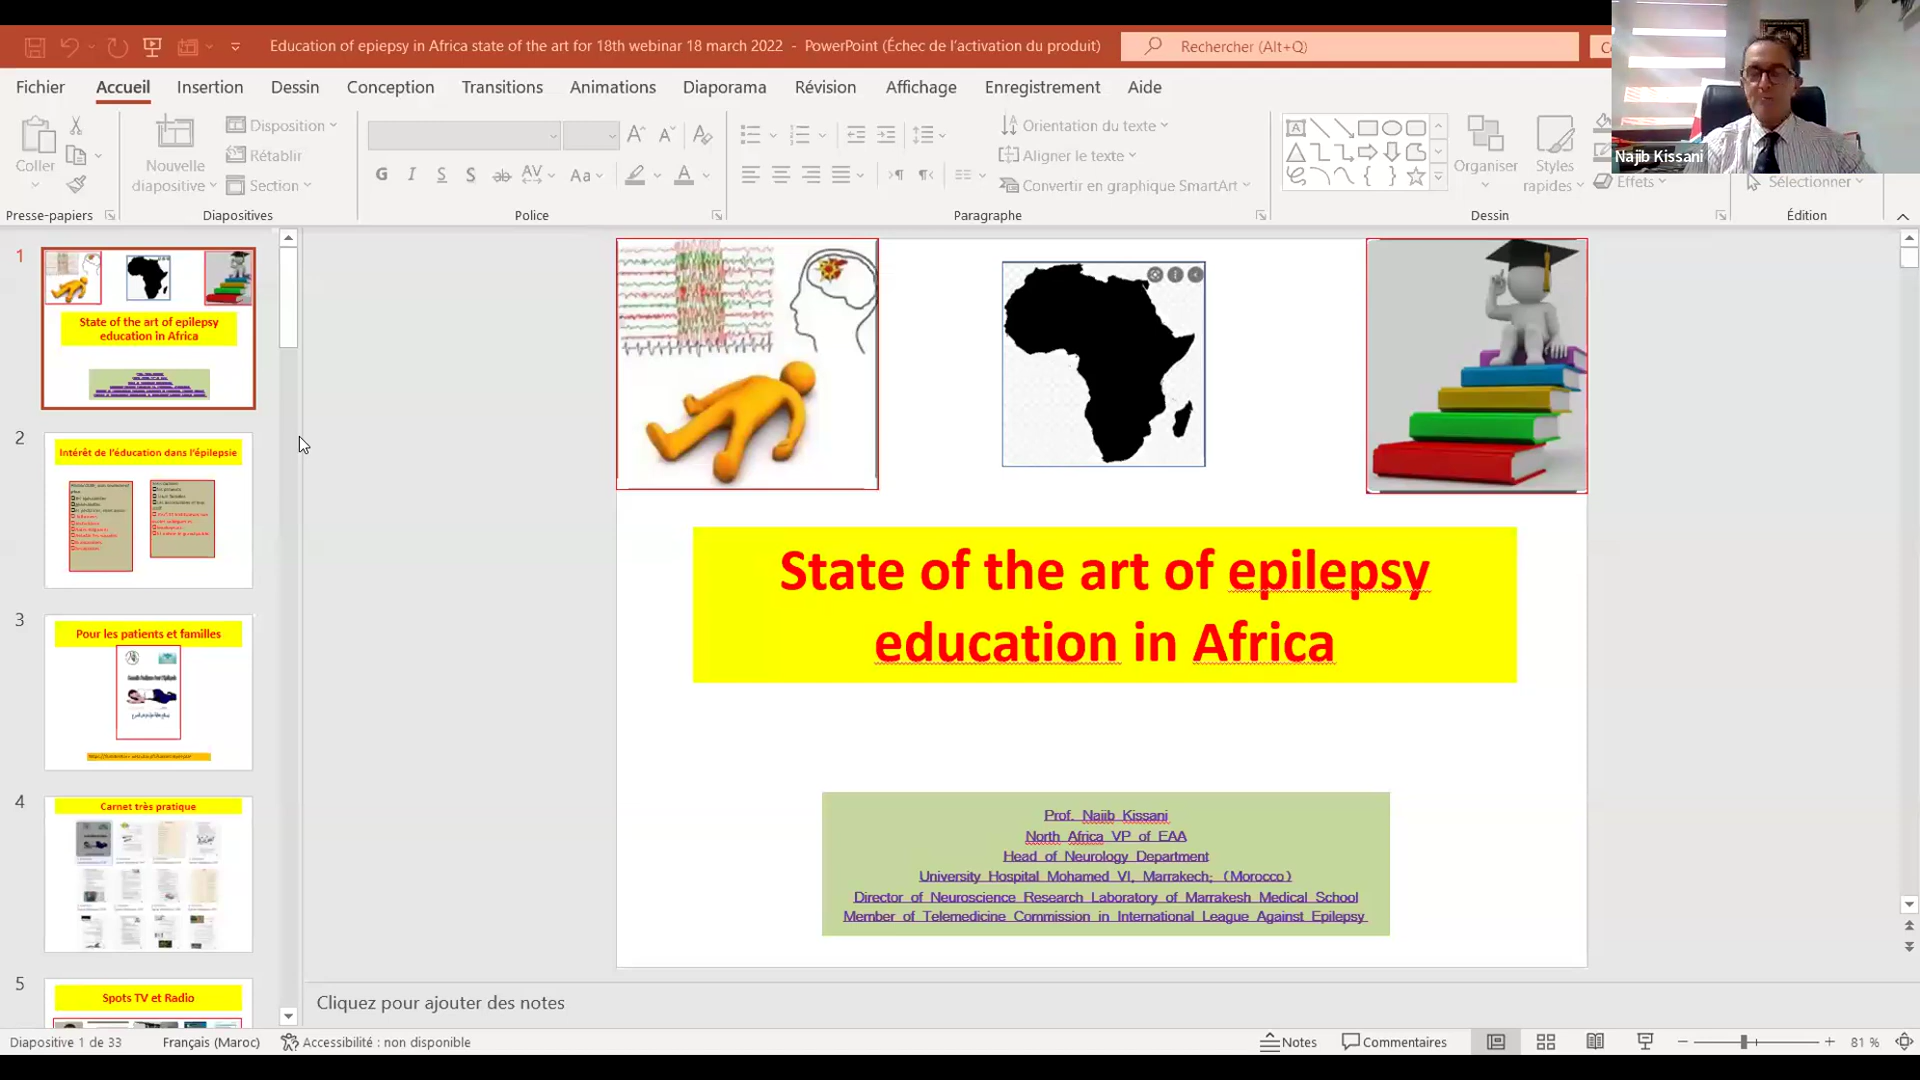 Education of epiepsy in Africa state of the art for 18th webinar 18 march 2022 - PowerPoint (Échec de l'activation du produit)
Rechercher (Alt+Q)
Fichier Accueil Insertion Dessin Conception Transitions Animations Diaporama Révision Affichage Enregistrement Aide
Najib Kissani
Coller
Nouvelle diapositive
Disposition
Rétablir
Section
G I S S ab AV Aa A
Orientation du texte
Aligner le texte
Convertir en graphique SmartArt
Organiser
Styles rapides
Effets
Sélectionner
Presse-papiers Diapositives Police Paragraphe Dessin Édition
1
State of the art of epilepsy
education in Africa
2
Intérêt de l'éducation dans l'épilepsie
3
Pour les patients et familles
4
Carnet très pratique
5
Spots TV et Radio
State of the art of epilepsy
education in Africa
Prof. Najib Kissani
North Africa VP of EAA
Head of Neurology Department
University Hospital Mohamed VI, Marrakech; (Morocco)
Director of Neuroscience Research Laboratory of Marrakesh Medical School
Member of Telemedicine Commission in International League Against Epilepsy
Cliquez pour ajouter des notes
Diapositive 1 de 33 Français (Maroc) Accessibilité : non disponible Notes Commentaires 81 %